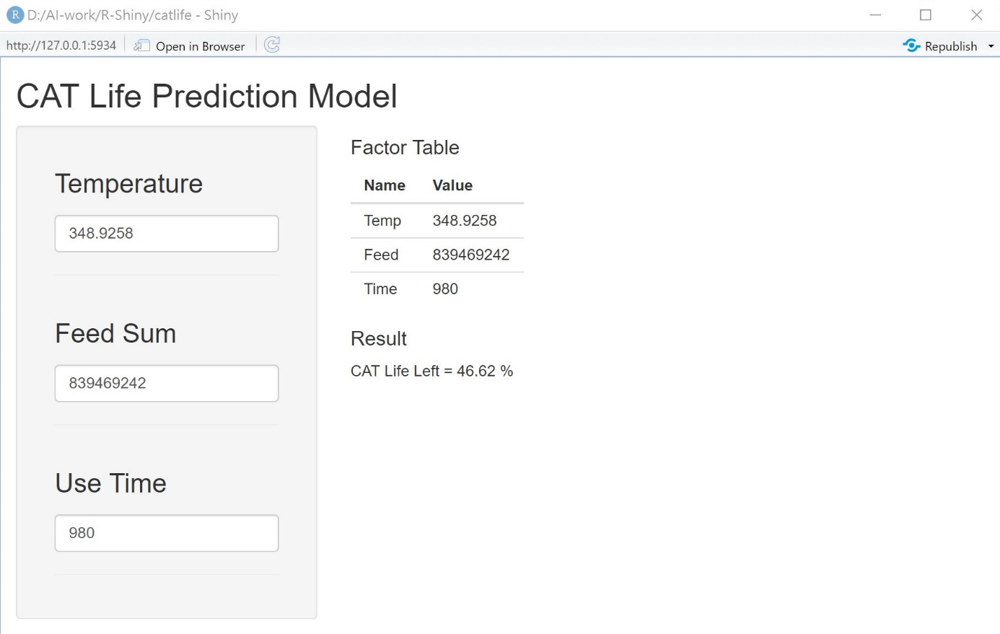 R D:/AI-work/R-Shiny/catlife - Shiny
http://127.0.0.1:5934 Open in Browser Republish
CAT Life Prediction Model
Temperature
348.9258
Feed Sum
839469242
Use Time
980
Factor Table
Name Value
Temp 348.9258
Feed 839469242
Time 980
Result
CAT Life Left = 46.62 %